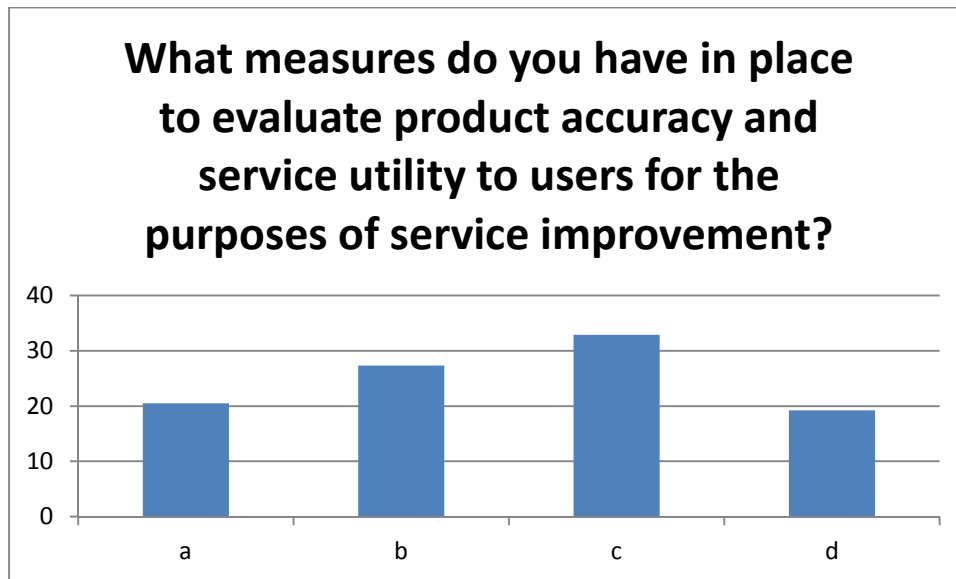 What measures do you have in place
to evaluate product accuracy and
service utility to users for the
purposes of service improvement?
40
30
20
10
0
a b c d